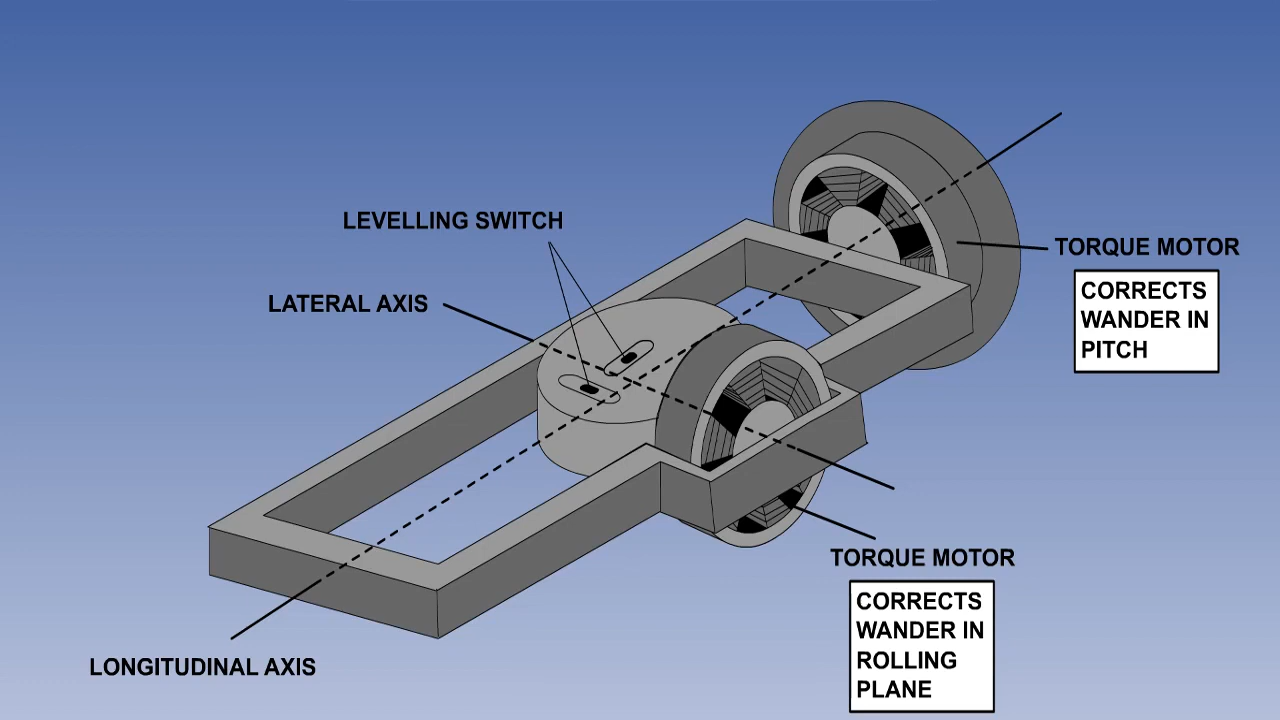 LEVELLING SWITCH
LATERAL AXIS
TORQUE MOTOR
CORRECTS
WANDER IN
PITCH
TORQUE MOTOR
CORRECTS
WANDER IN
ROLLING
PLANE
LONGITUDINAL AXIS